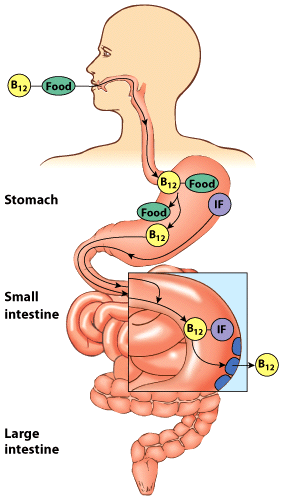 B12 Food
B12 Food
Stomach
Food IF
B12
Small
intestine
B12 IF
B12
Large
intestine